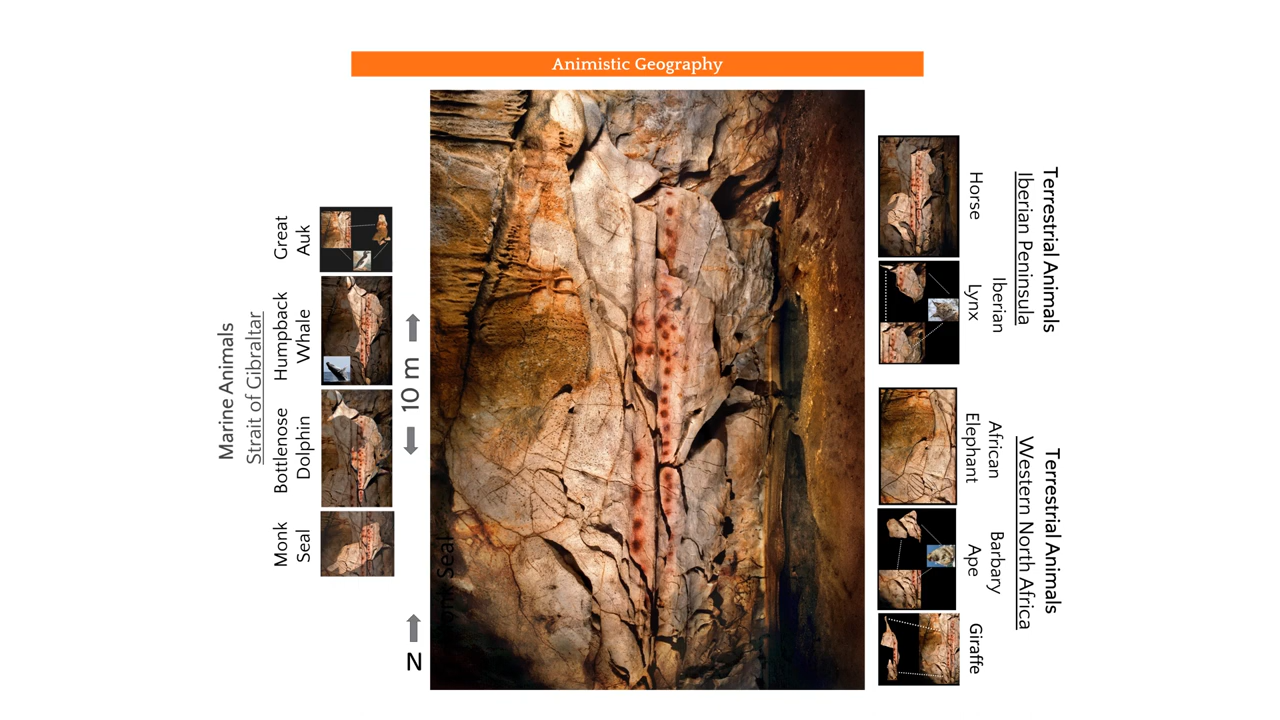 Animistic Geography
Marine Animals
Strait of Gibraltar
Great
Auk
Humpback
Whale
Bottlenose
Dolphin
Monk
Seal
10 m
N
Seal
Horse
Iberian
Lynx
Terrestrial Animals
Iberian Peninsula
African
Elephant
Barbary
Ape
Giraffe
Terrestrial Animals
Western North Africa